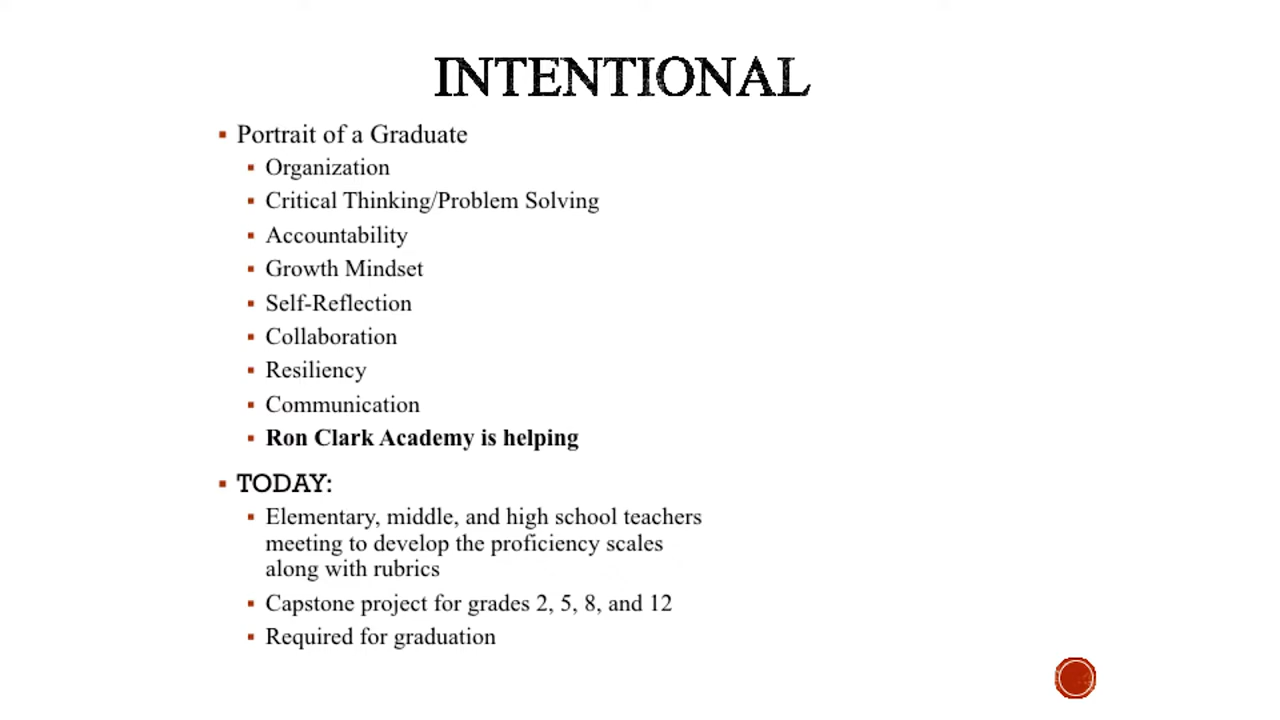 INTENTIONAL
Portrait of a Graduate
Organization
Critical Thinking/Problem Solving
Accountability
Growth Mindset
Self-Reflection
Collaboration
Resiliency
Communication
Ron Clark Academy is helping
TODAY:
Elementary, middle, and high school teachers
meeting to develop the proficiency scales
along with rubrics
Capstone project for grades 2, 5, 8, and 12
Required for graduation